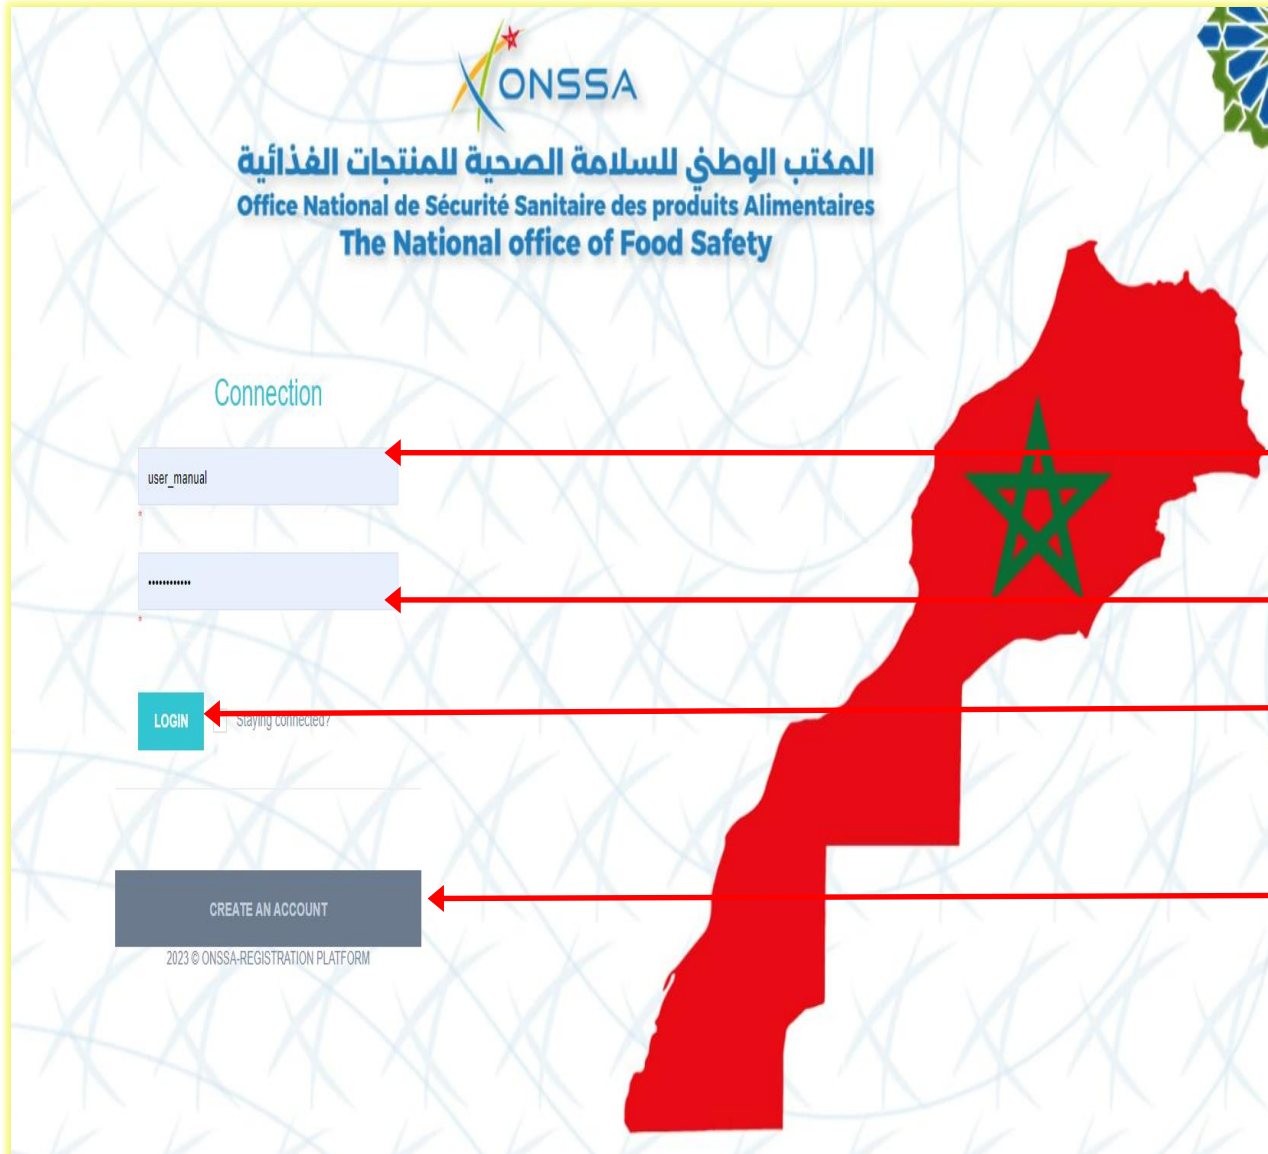 ONSSA
المكتب الوطني للسلامة الصحية للمنتجات الغذائية
Office National de Sécurité Sanitaire des produits Alimentaires
The National office of Food Safety
Connection
user_manual
*
••••••••••••
*
LOGIN
Staying connected?
CREATE AN ACCOUNT
2023 © ONSSA-REGISTRATION PLATFORM